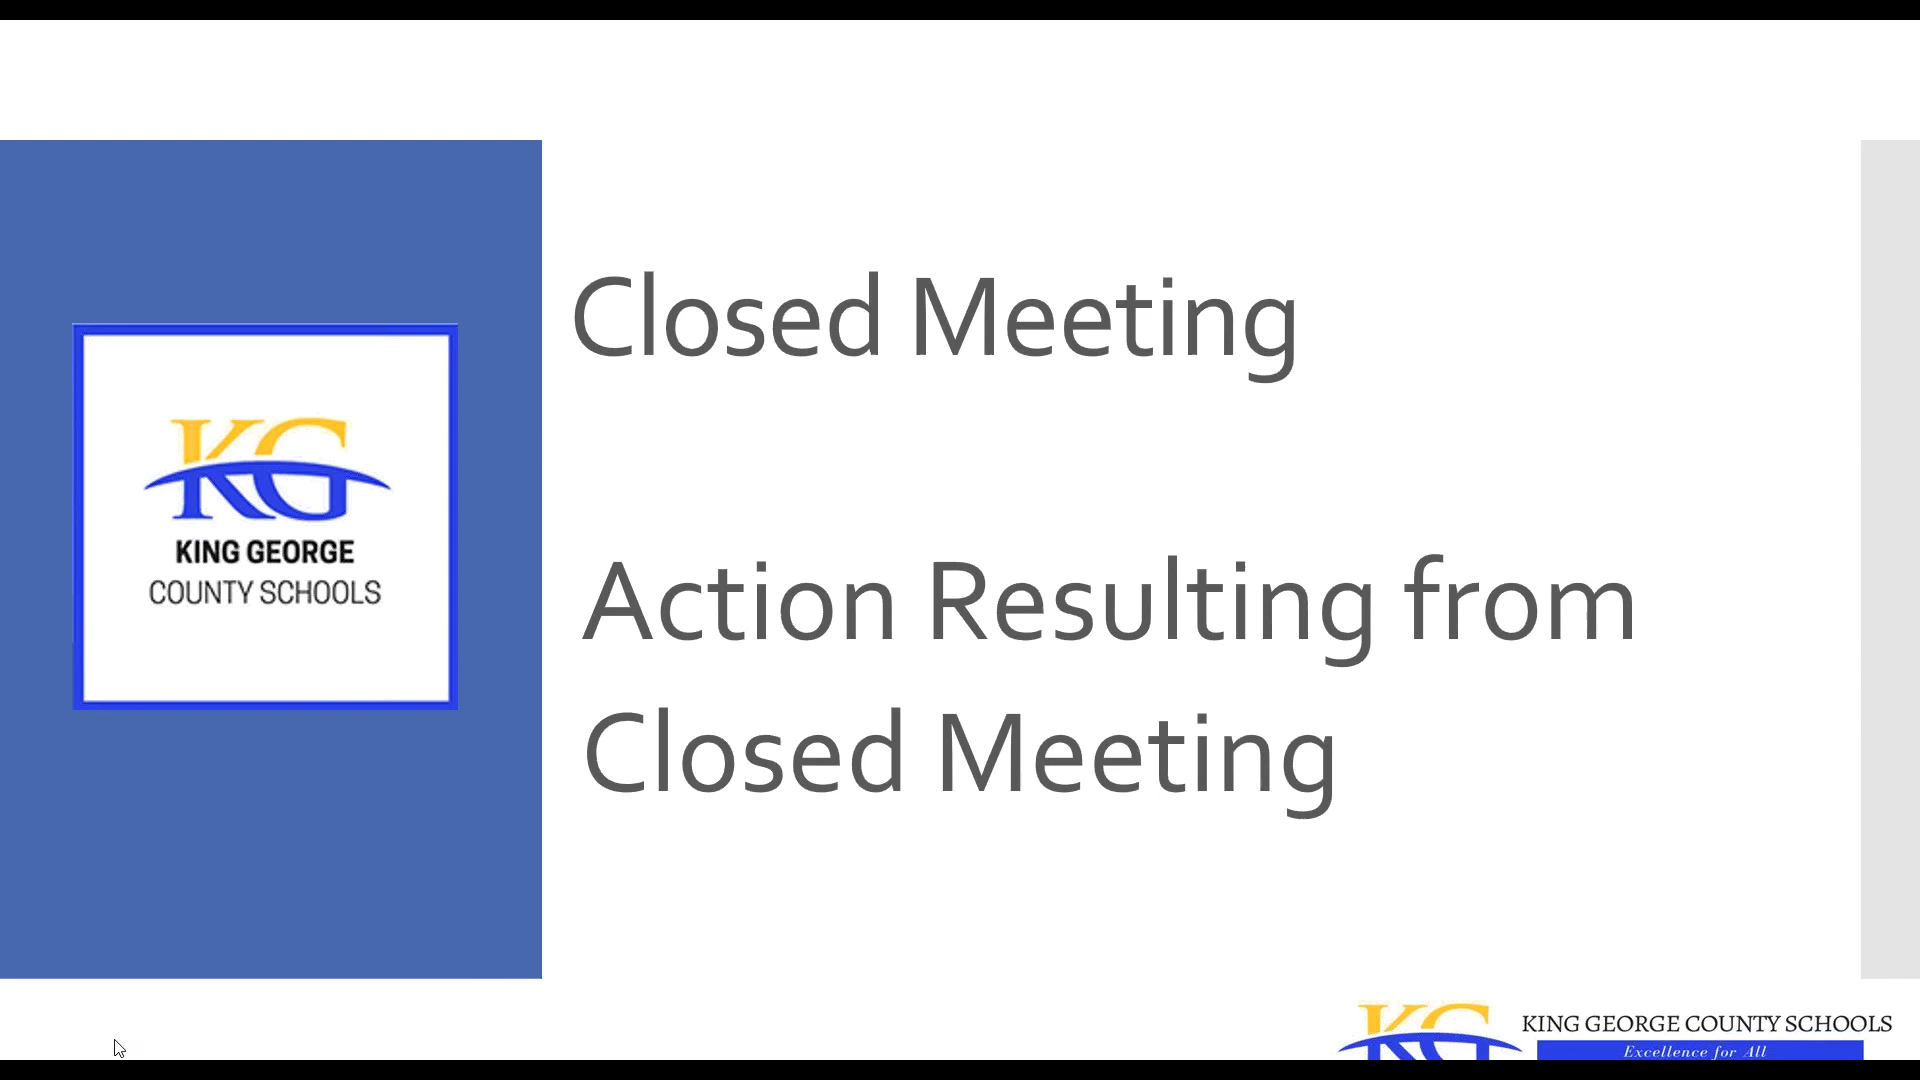 Closed Meeting
KG
KING GEORGE
COUNTY SCHOOLS
Action Resulting from
Closed Meeting
KG
KING GEORGE COUNTY SCHOOLS
Excellence for All